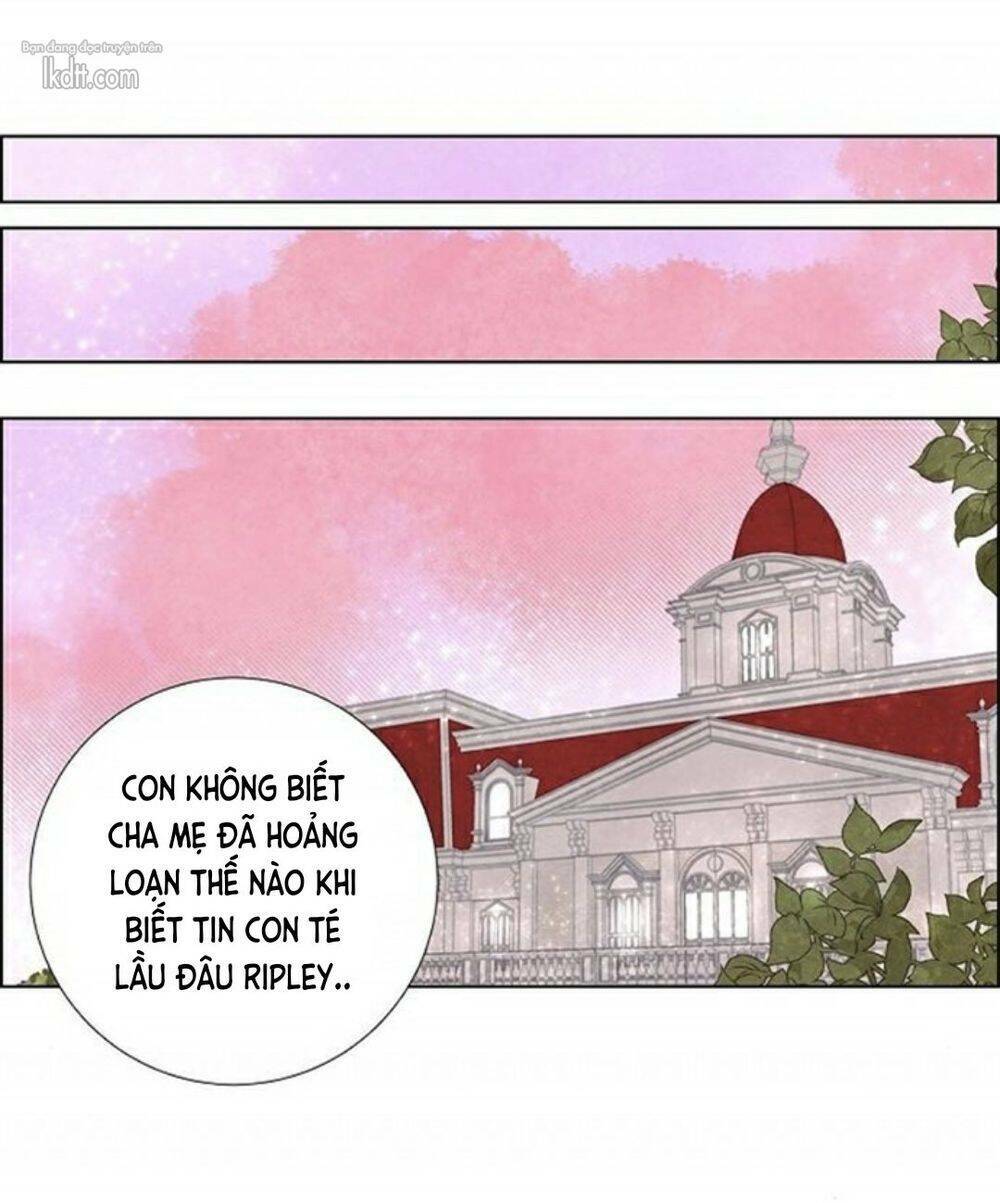 Bạn đang đọc truyện trên
lkdtt.com
CON KHÔNG BIẾT
CHA MẸ ĐÃ HOẢNG
LOẠN THẾ NÀO KHI
BIẾT TIN CON TÉ
LẦU ĐÂU RIPLEY..